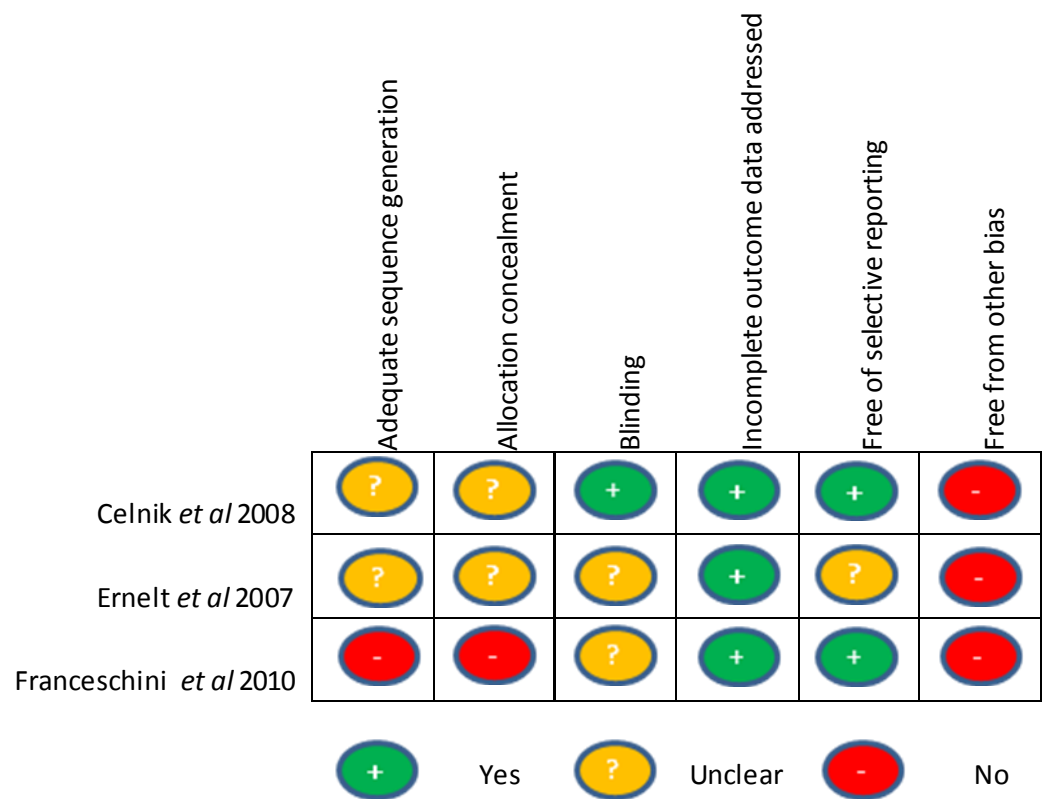 Adequate sequence generation
Allocation concealment
Blinding
Incomplete outcome data addressed
Free of selective reporting
Free from other bias
Celnik et al 2008 ? ? + + + -
Ernelt et al 2007 ? ? ? + ? -
Franceschini et al 2010 - - ? + + -
+ Yes ? Unclear - No